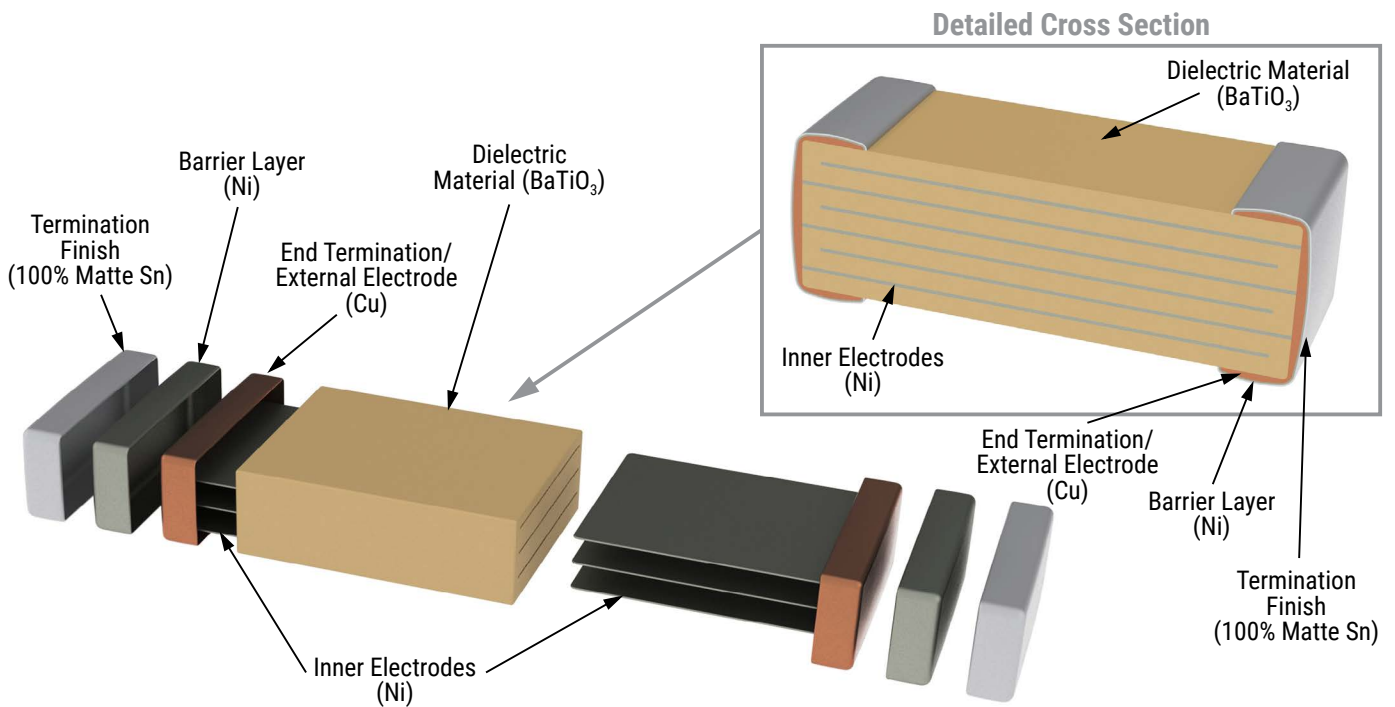 Detailed Cross Section
Dielectric Material
(BaTiO₃)
Barrier Layer
(Ni)
Dielectric
Material (BaTiO₃)
Termination
Finish
(100% Matte Sn)
End Termination/
External Electrode
(Cu)
Inner Electrodes
(Ni)
End Termination/
External Electrode
(Cu)
Barrier Layer
(Ni)
Termination
Finish
(100% Matte Sn)
Inner Electrodes
(Ni)